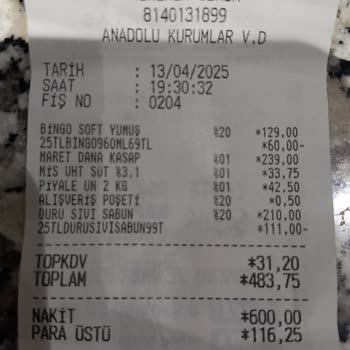 8140131899
ANADOLU KURUMLAR V.D
TARİH : 13/04/2025
SAAT : 19:30:32
FİŞ NO : 0204
BİNGO SOFT YUMUŞ %20 *129,00
25TLBINGO960ML69TL *60,00-
MARET DANA KASAP %01 *239,00
MİS UHT SÜT %3.1 %01 *33,75
PİYALE UN 2 KG %01 *42,50
ALIŞVERİŞ POŞETİ %20 *0,50
DURU SIVI SABUN %20 *210,00
25TLDURUSIVISABUN99T *111,00-
TOPKDV *31,20
TOPLAM *483,75
NAKİT *600,00
PARA ÜSTÜ *116,25